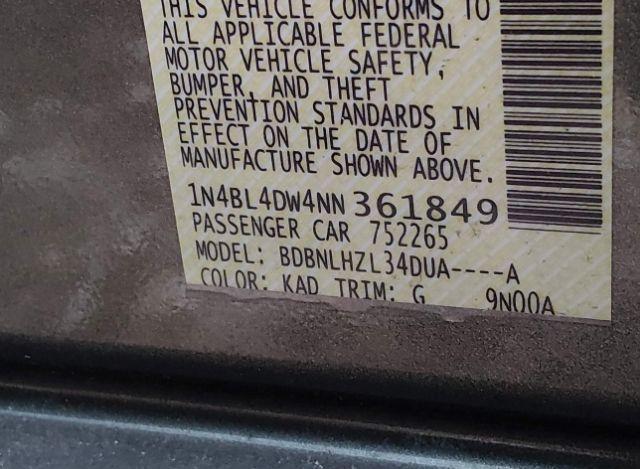 THIS VEHICLE CONFORMS TO
ALL APPLICABLE FEDERAL
MOTOR VEHICLE SAFETY,
BUMPER, AND THEFT
PREVENTION STANDARDS IN
EFFECT ON THE DATE OF
MANUFACTURE SHOWN ABOVE.
1N4BL4DW4NN361849
PASSENGER CAR 752265
MODEL: BDBNLHZL34DUA----A
COLOR: KAD TRIM: G 9N00A